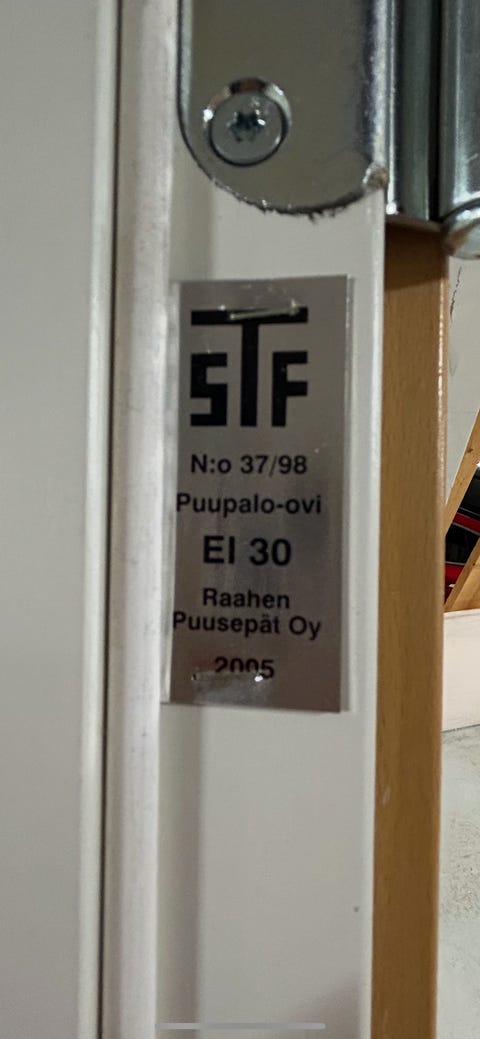 STF
N:o 37/98
Puupalo-ovi
EI 30
Raahen
Puusepät Oy
2005